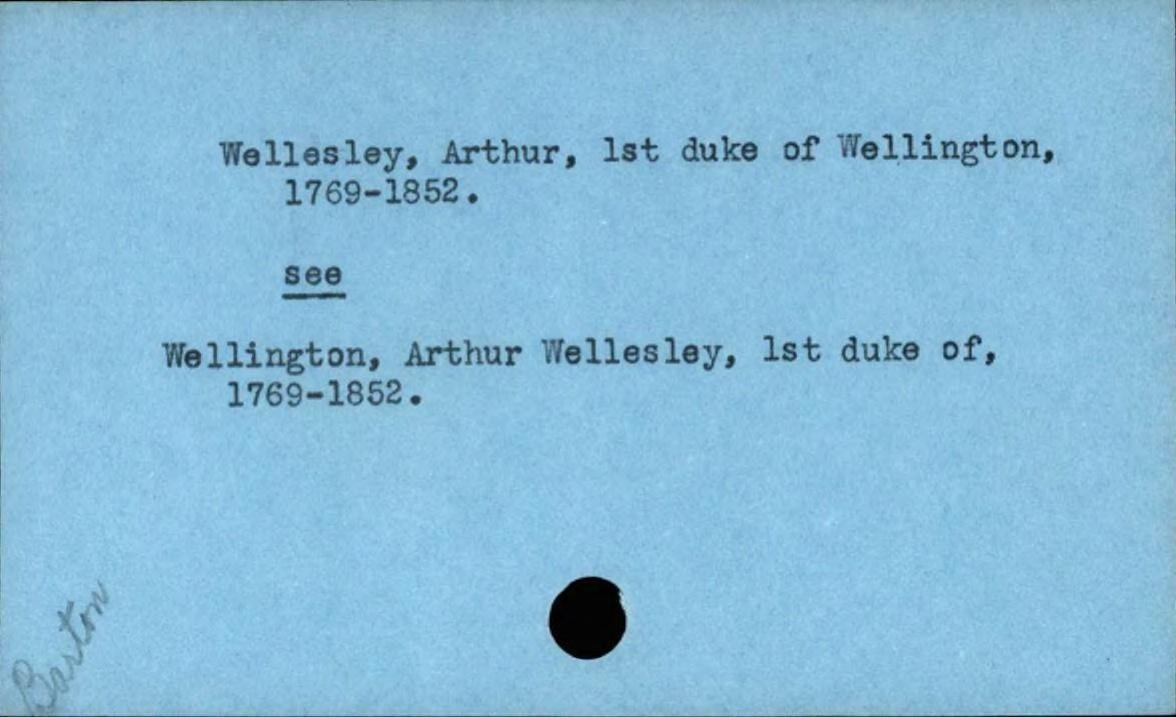 Wellesley, Arthur, 1st duke of Wellington,
1769-1852.
see
Wellington, Arthur Wellesley, 1st duke of,
1769-1852.
Barton